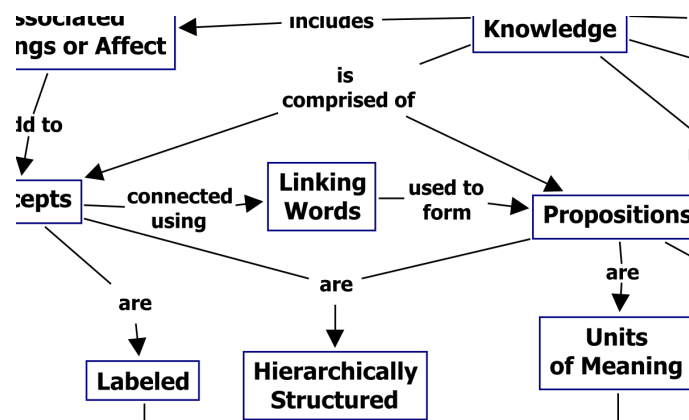 includes
ngs or Affect
Knowledge
is
comprised of
dd to
cepts
connected
using
Linking
Words
used to
form
Propositions
are
are
are
Units
of Meaning
Labeled
Hierarchically
Structured